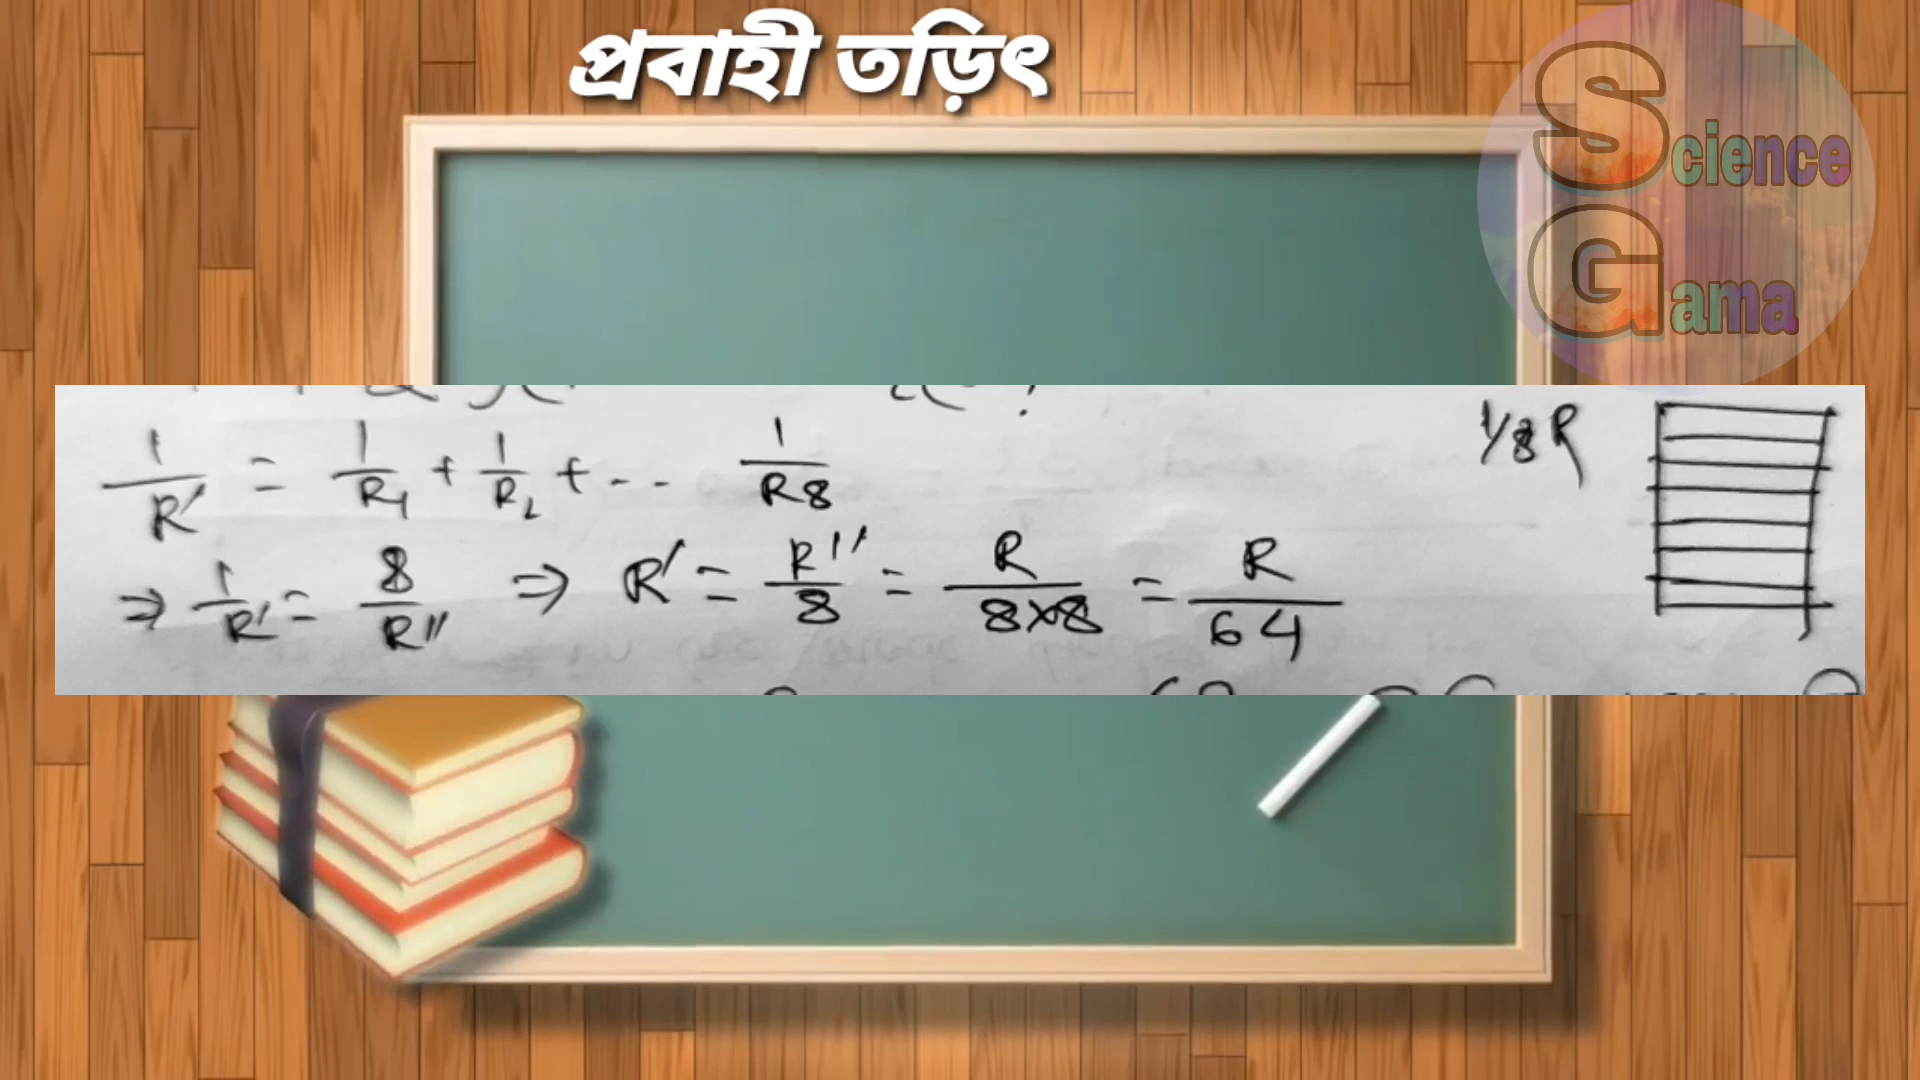 প্রবাহী তড়িৎ
Science
Gama
1/R' = 1/R1 + 1/R2 + -- 1/R8
1/8 R
⇒ 1/R' = 8/R'' ⇒ R' = R''/8 = R/8×8 = R/64